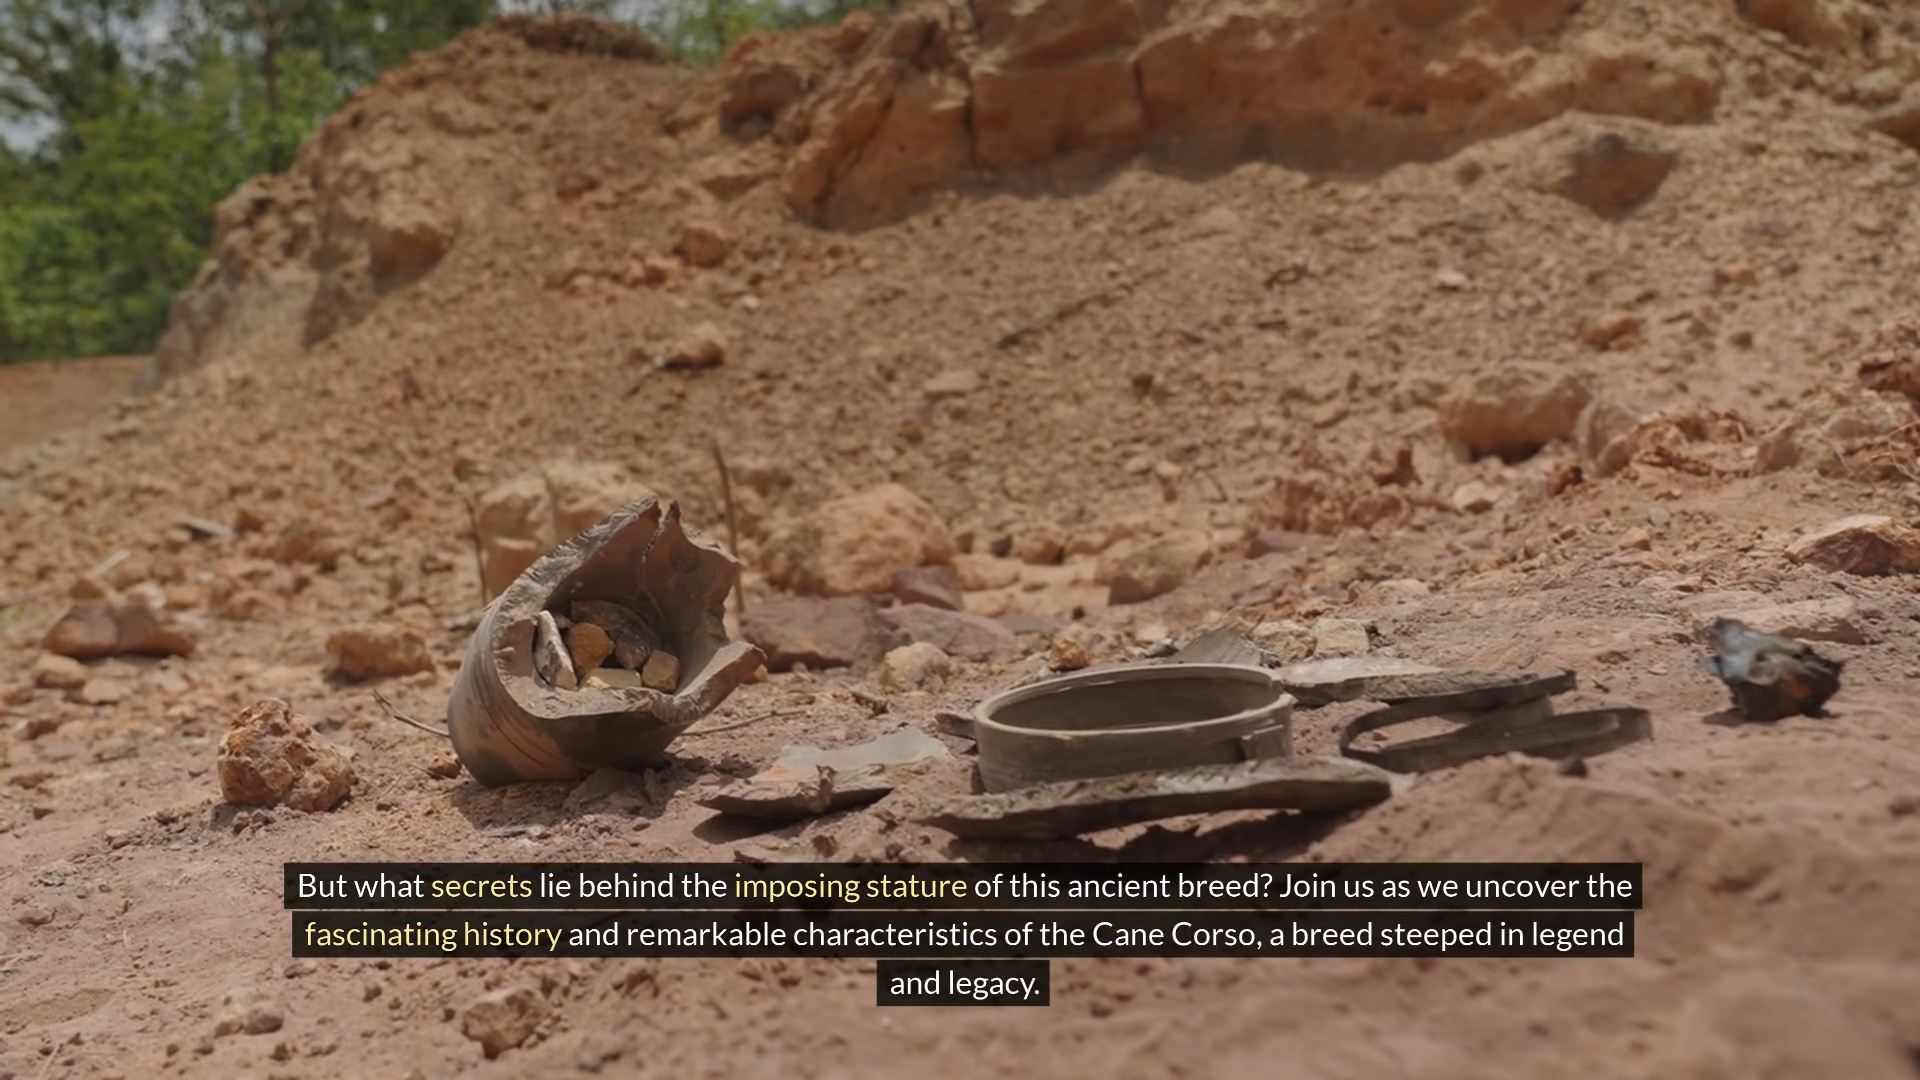 But what secrets lie behind the imposing stature of this ancient breed? Join us as we uncover the
fascinating history and remarkable characteristics of the Cane Corso, a breed steeped in legend
and legacy.